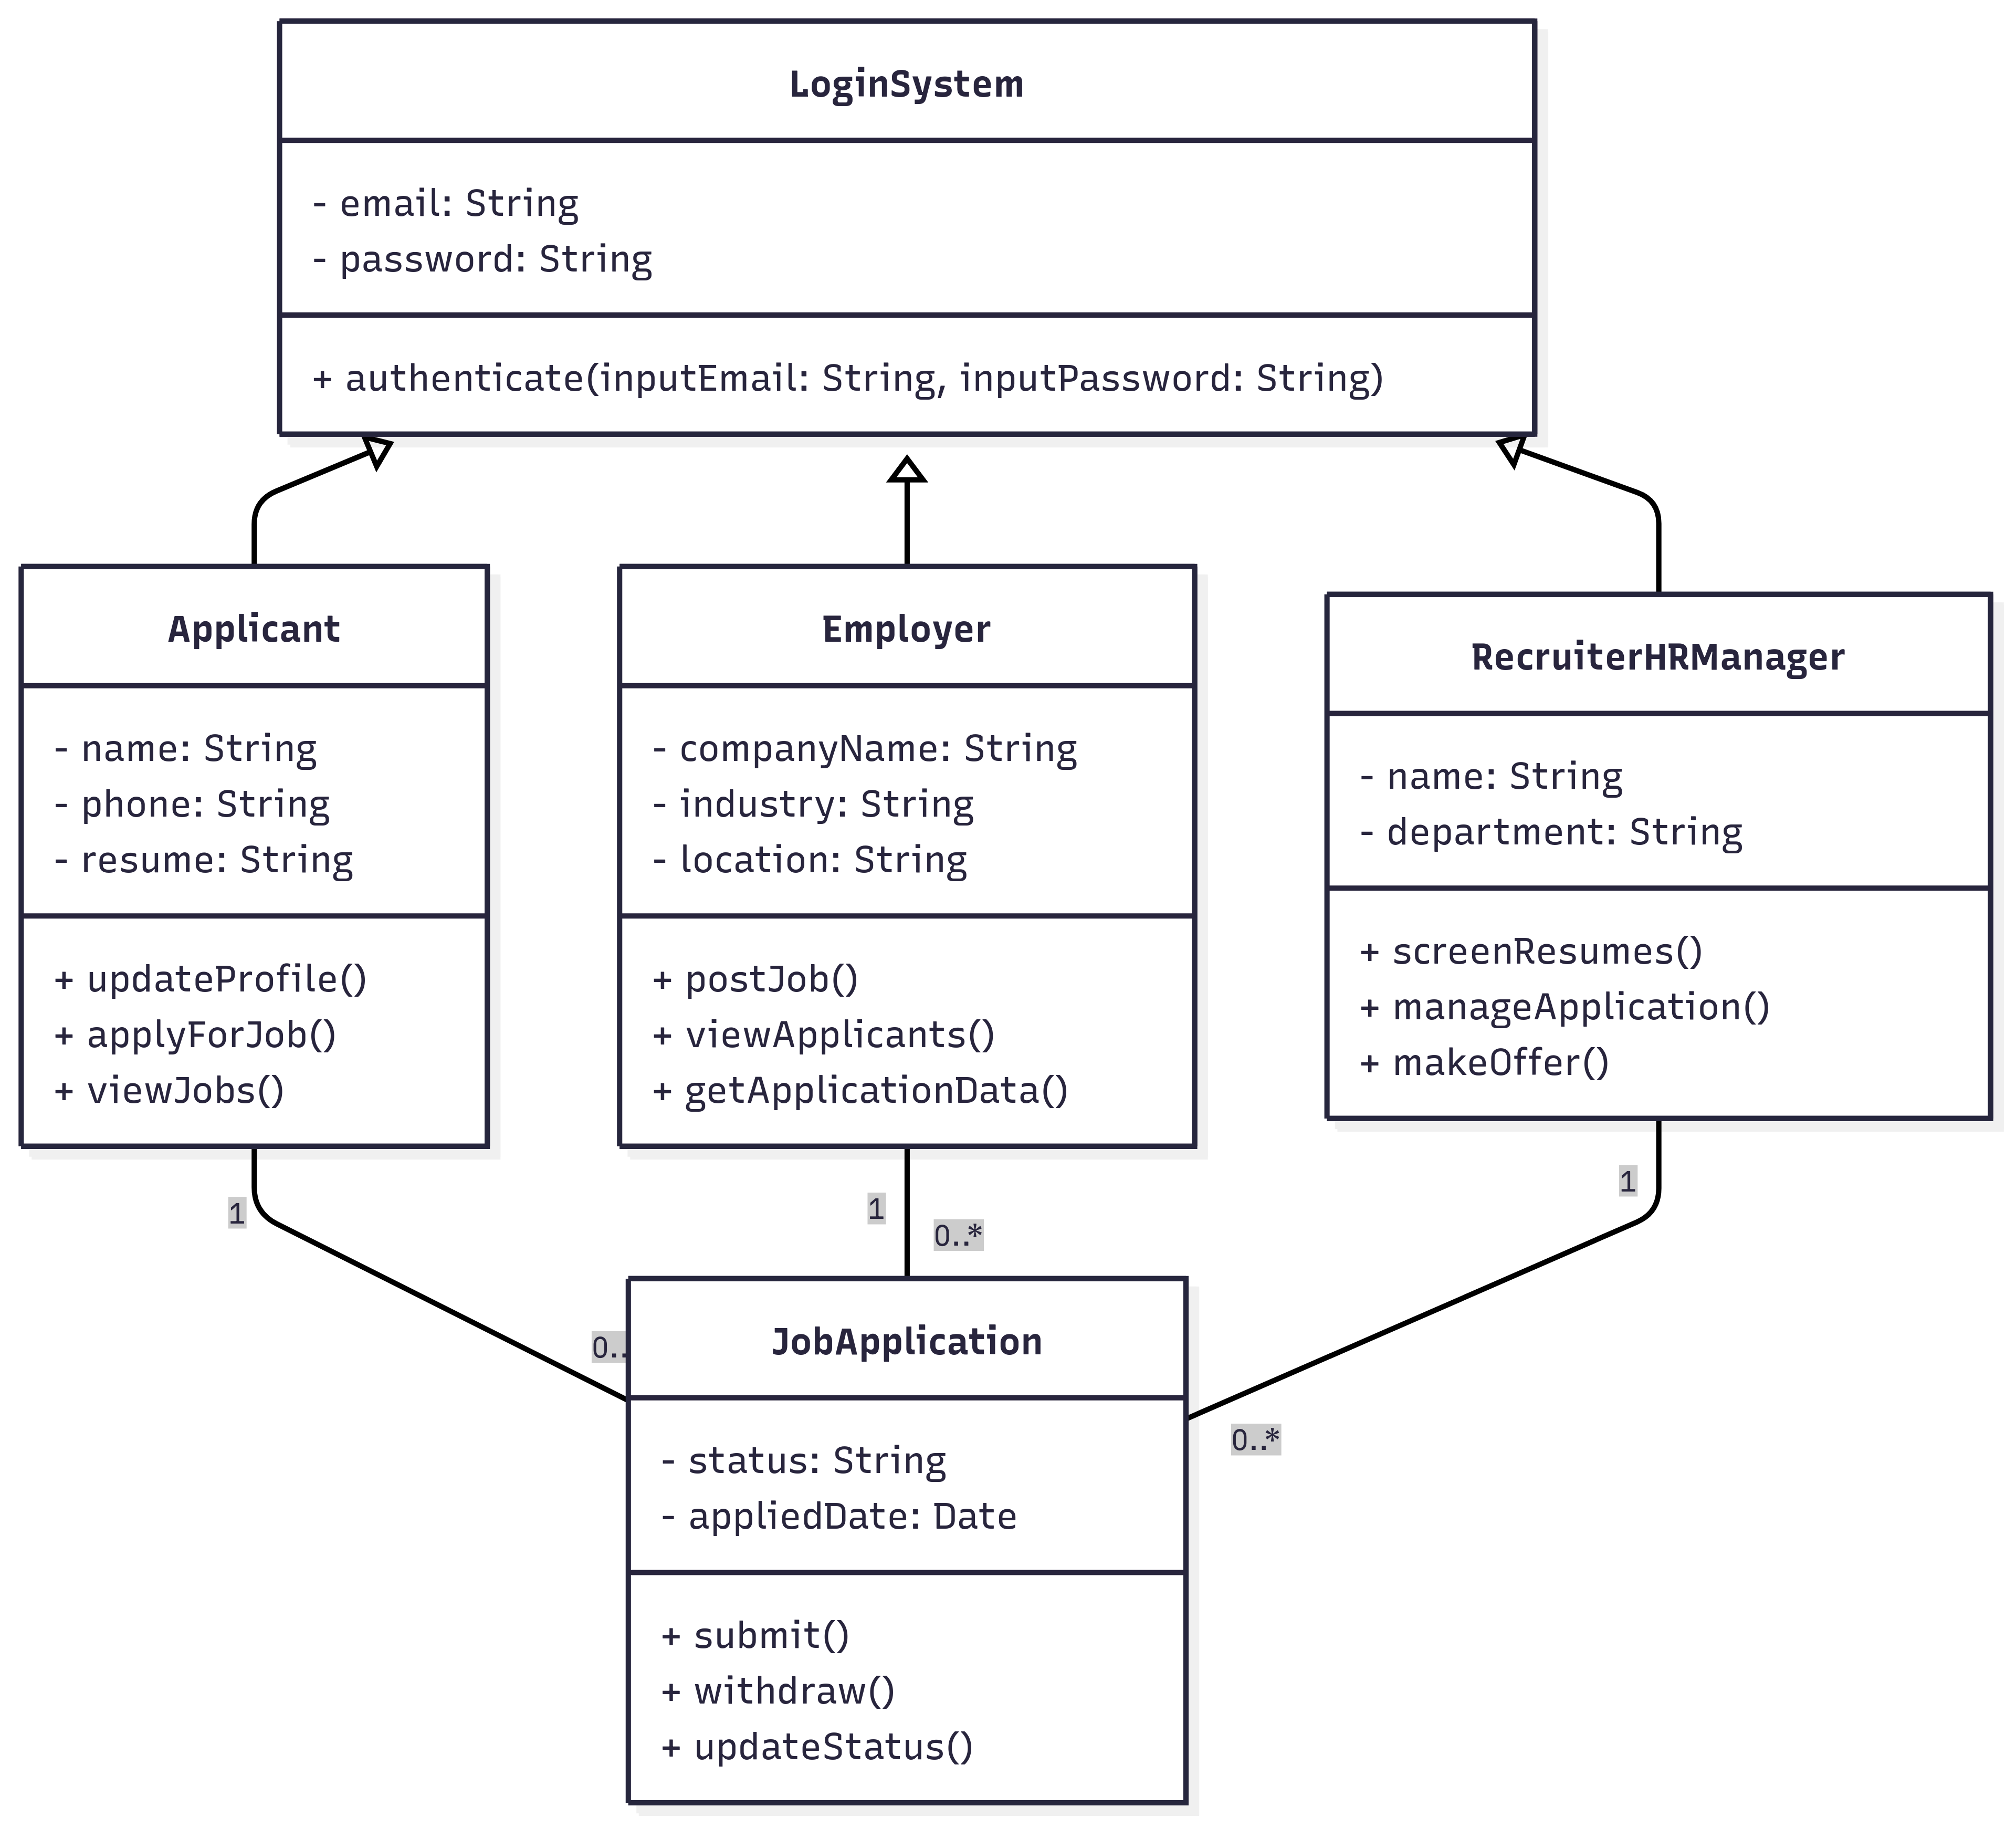 LoginSystem
- email: String
- password: String
+ authenticate(inputEmail: String, inputPassword: String)
Applicant
- name: String
- phone: String
- resume: String
+ updateProfile()
+ applyForJob()
+ viewJobs()
Employer
- companyName: String
- industry: String
- location: String
+ postJob()
+ viewApplicants()
+ getApplicationData()
RecruiterHRManager
- name: String
- department: String
+ screenResumes()
+ manageApplication()
+ makeOffer()
1
1
1
0..*
0..
0..*
JobApplication
- status: String
- appliedDate: Date
+ submit()
+ withdraw()
+ updateStatus()